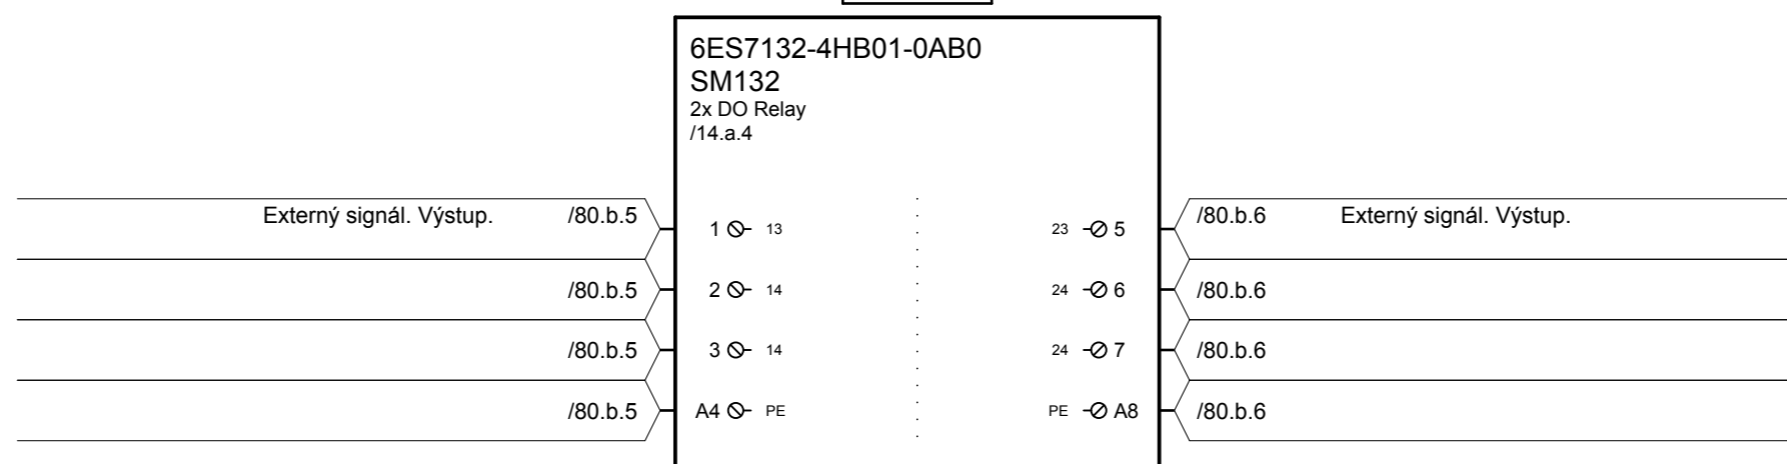 6ES7132-4HB01-0AB0
SM132
2x DO Relay
/14.a.4
Externý signál. Výstup. /80.b.5 1 13 23 5 /80.b.6 Externý signál. Výstup.
/80.b.5 2 14 24 6 /80.b.6
/80.b.5 3 14 24 7 /80.b.6
/80.b.5 A4 PE PE A8 /80.b.6